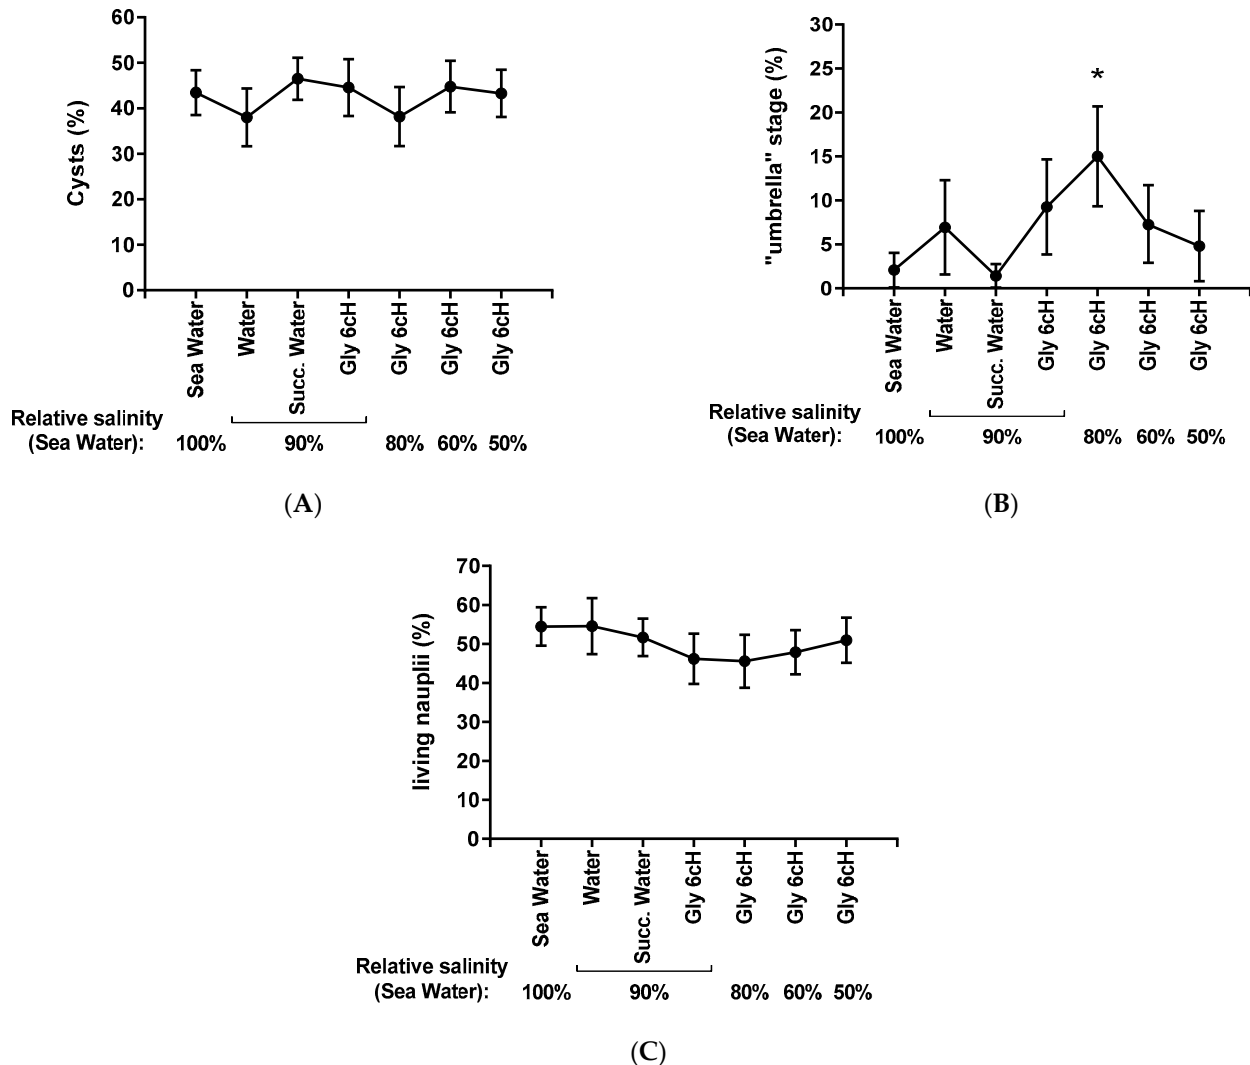 60
50
40
30
20
10
0
Cysts (%)
Sea Water
Water
Succ. Water
Gly 6cH
Gly 6cH
Gly 6cH
Gly 6cH
Relative salinity
(Sea Water): 100% 90% 80% 60% 50%
(A)
30
25
20
15
10
5
0
"umbrella" stage (%)
*
Sea Water
Water
Succ. Water
Gly 6cH
Gly 6cH
Gly 6cH
Gly 6cH
Relative salinity
(Sea Water): 100% 90% 80% 60% 50%
(B)
70
60
50
40
30
20
10
0
living nauplii (%)
Sea Water
Water
Succ. Water
Gly 6cH
Gly 6cH
Gly 6cH
Gly 6cH
Relative salinity
(Sea Water): 100% 90% 80% 60% 50%
(C)